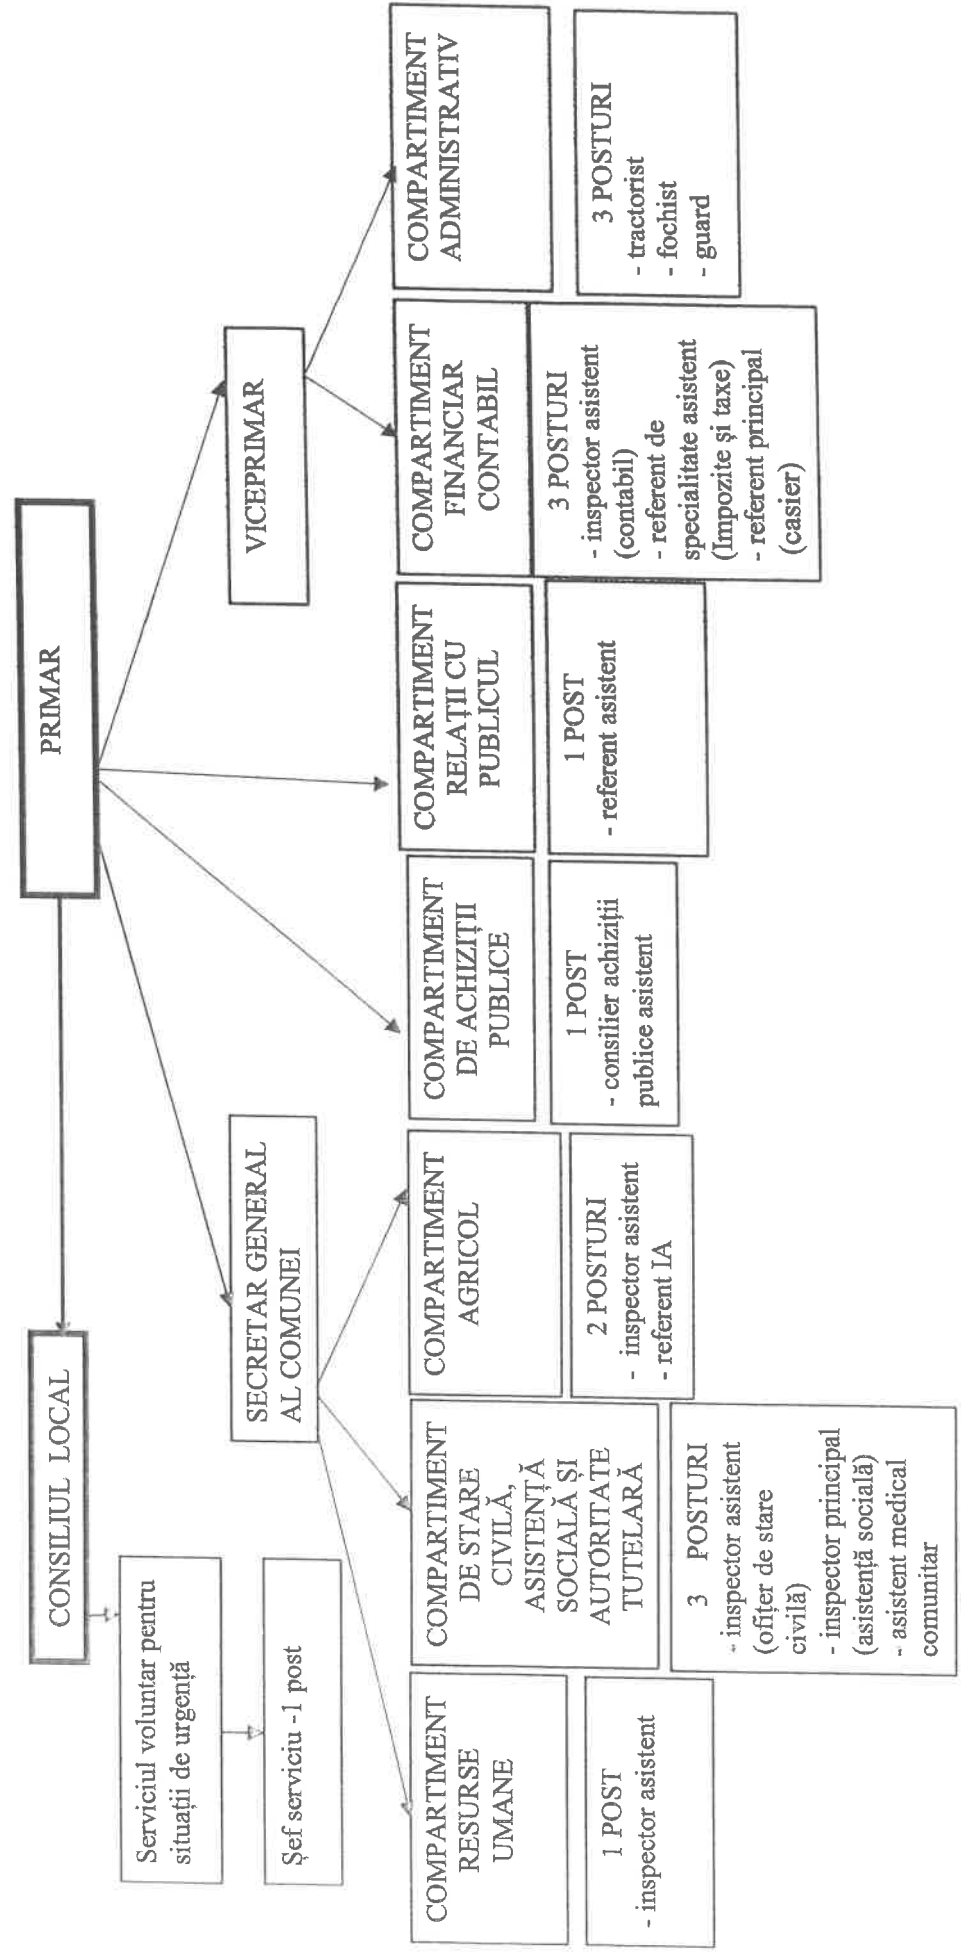 PRIMAR
CONSILIUL LOCAL
Serviciul voluntar pentru
situații de urgență
Șef serviciu -1 post
SECRETAR GENERAL
AL COMUNEI
VICEPRIMAR
COMPARTIMENT
RESURSE
UMANE
1 POST
- inspector asistent
COMPARTIMENT
DE STARE
CIVILĂ,
ASISTENȚĂ
SOCIALĂ ȘI
AUTORITATE
TUTELARĂ
3 POSTURI
- inspector asistent
(ofițer de stare
civilă)
- inspector principal
(asistență socială)
- asistent medical
comunitar
COMPARTIMENT
AGRICOL
2 POSTURI
- inspector asistent
- referent IA
COMPARTIMENT
DE ACHIZIȚII
PUBLICE
1 POST
- consilier achiziții
publice asistent
COMPARTIMENT
RELAȚII CU
PUBLICUL
1 POST
- referent asistent
COMPARTIMENT
FINANCIAR
CONTABIL
3 POSTURI
- inspector asistent
(contabil)
- referent de
specialitate asistent
(Impozite și taxe)
- referent principal
(casier)
COMPARTIMENT
ADMINISTRATIV
3 POSTURI
- tractorist
- fochist
- guard